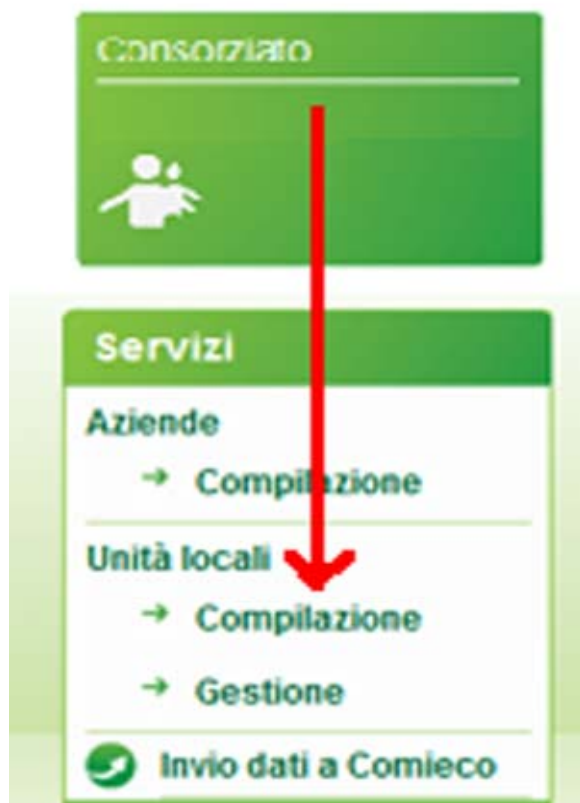 Consorziato
Servizi
Aziende
Compilazione
Unità locali
Compilazione
Gestione
Invio dati a Comieco